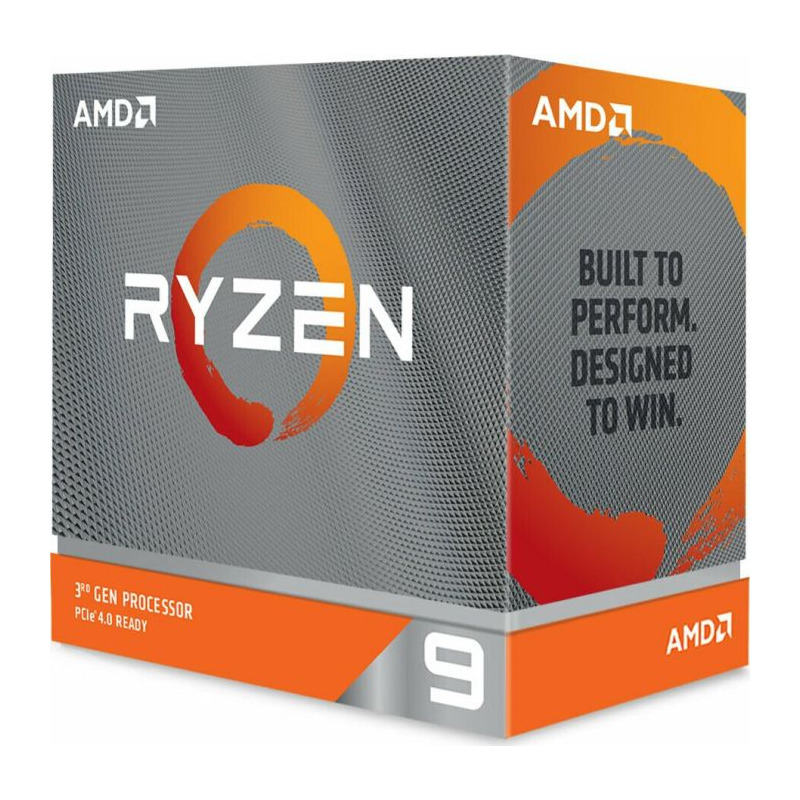 AMD
RYZEN
3RD GEN PROCESSOR
PCIe® 4.0 READY
9
AMD
BUILT TO
PERFORM.
DESIGNED
TO WIN.
AMD